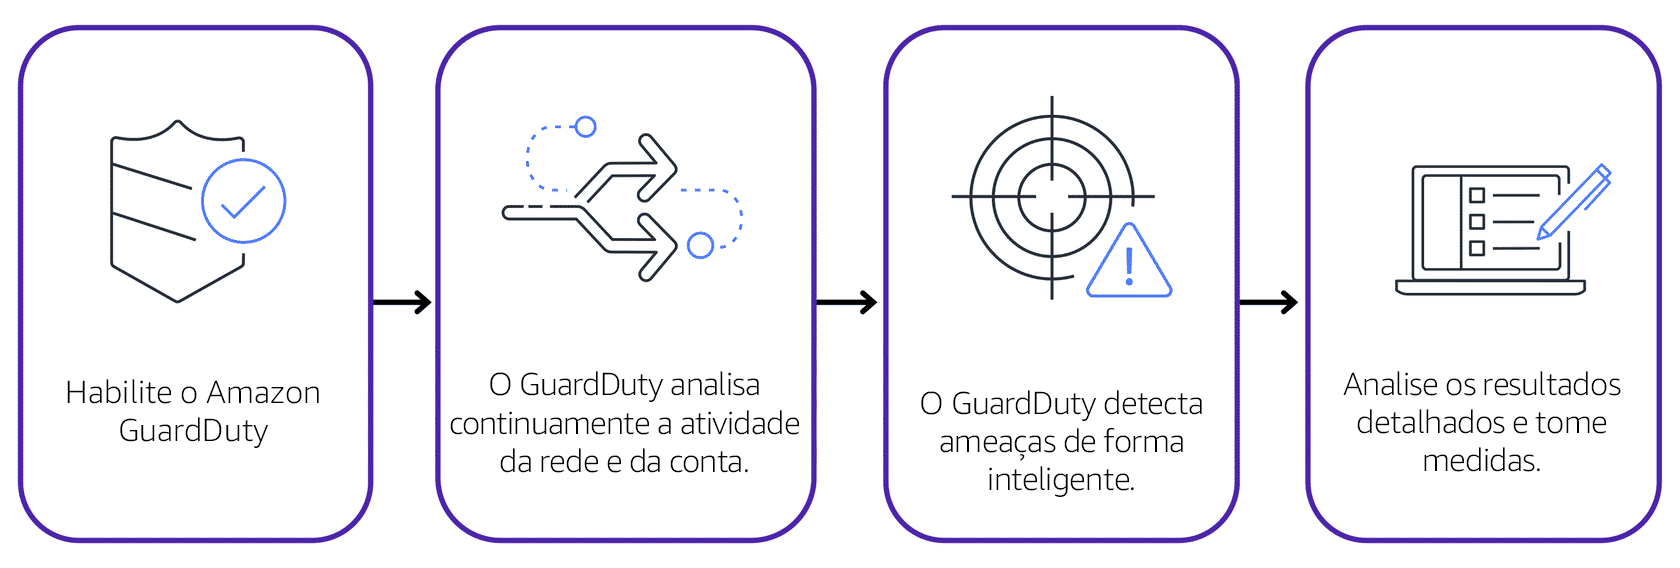 Habilite o Amazon
GuardDuty
O GuardDuty analisa
continuamente a atividade
da rede e da conta.
O GuardDuty detecta
ameaças de forma
inteligente.
Analise os resultados
detalhados e tome
medidas.